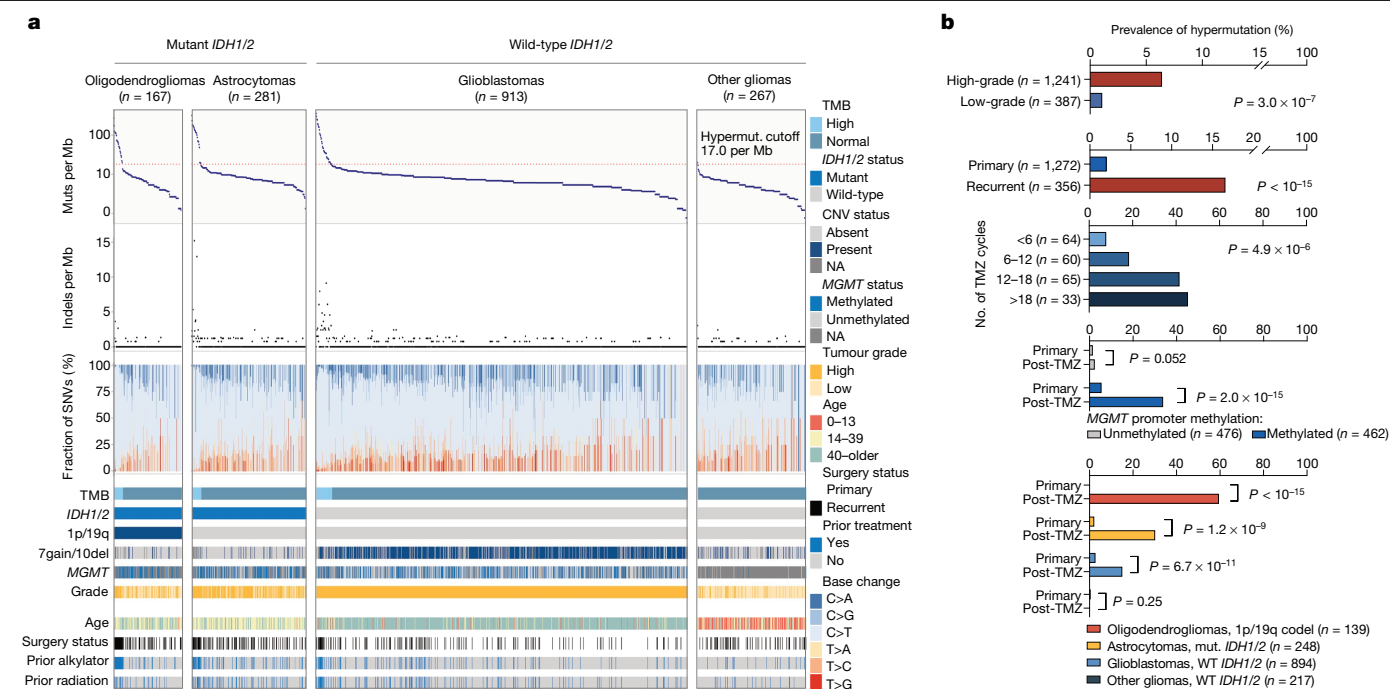 a
Mutant IDH1/2
Wild-type IDH1/2
Oligodendrogliomas
(n = 167)
Astrocytomas
(n = 281)
Glioblastomas
(n = 913)
Other gliomas
(n = 267)
Muts per Mb
100
10
0
Hypermut. cutoff
17.0 per Mb
Indels per Mb
15
10
5
0
Fraction of SNVs (%)
100
75
50
25
0
TMB
IDH1/2
1p/19q
7gain/10del
MGMT
Grade
Age
Surgery status
Prior alkylator
Prior radiation
TMB
High
Normal
IDH1/2 status
Mutant
Wild-type
CNV status
Absent
Present
NA
MGMT status
Methylated
Unmethylated
NA
Tumour grade
High
Low
Age
0–13
14–39
40–older
Surgery status
Primary
Recurrent
Prior treatment
Yes
No
Base change
C>A
C>G
C>T
T>A
T>C
T>G
b
Prevalence of hypermutation (%)
0 5 10 15 100
High-grade (n = 1,241)
Low-grade (n = 387)
P = 3.0 × 10⁻⁷
0 5 10 15 20 100
Primary (n = 1,272)
Recurrent (n = 356)
P < 10⁻¹⁵
0 20 40 60 80 100
No. of TMZ cycles
<6 (n = 64)
6–12 (n = 60)
12–18 (n = 65)
>18 (n = 33)
P = 4.9 × 10⁻⁶
0 20 40 60 80 100
Primary
Post-TMZ
P = 0.052
Primary
Post-TMZ
P = 2.0 × 10⁻¹⁵
MGMT promoter methylation:
Unmethylated (n = 476) Methylated (n = 462)
0 20 40 60 80 100
Primary
Post-TMZ
P < 10⁻¹⁵
Primary
Post-TMZ
P = 1.2 × 10⁻⁹
Primary
Post-TMZ
P = 6.7 × 10⁻¹¹
Primary
Post-TMZ
P = 0.25
Oligodendrogliomas, 1p/19q codel (n = 139)
Astrocytomas, mut. IDH1/2 (n = 248)
Glioblastomas, WT IDH1/2 (n = 894)
Other gliomas, WT IDH1/2 (n = 217)